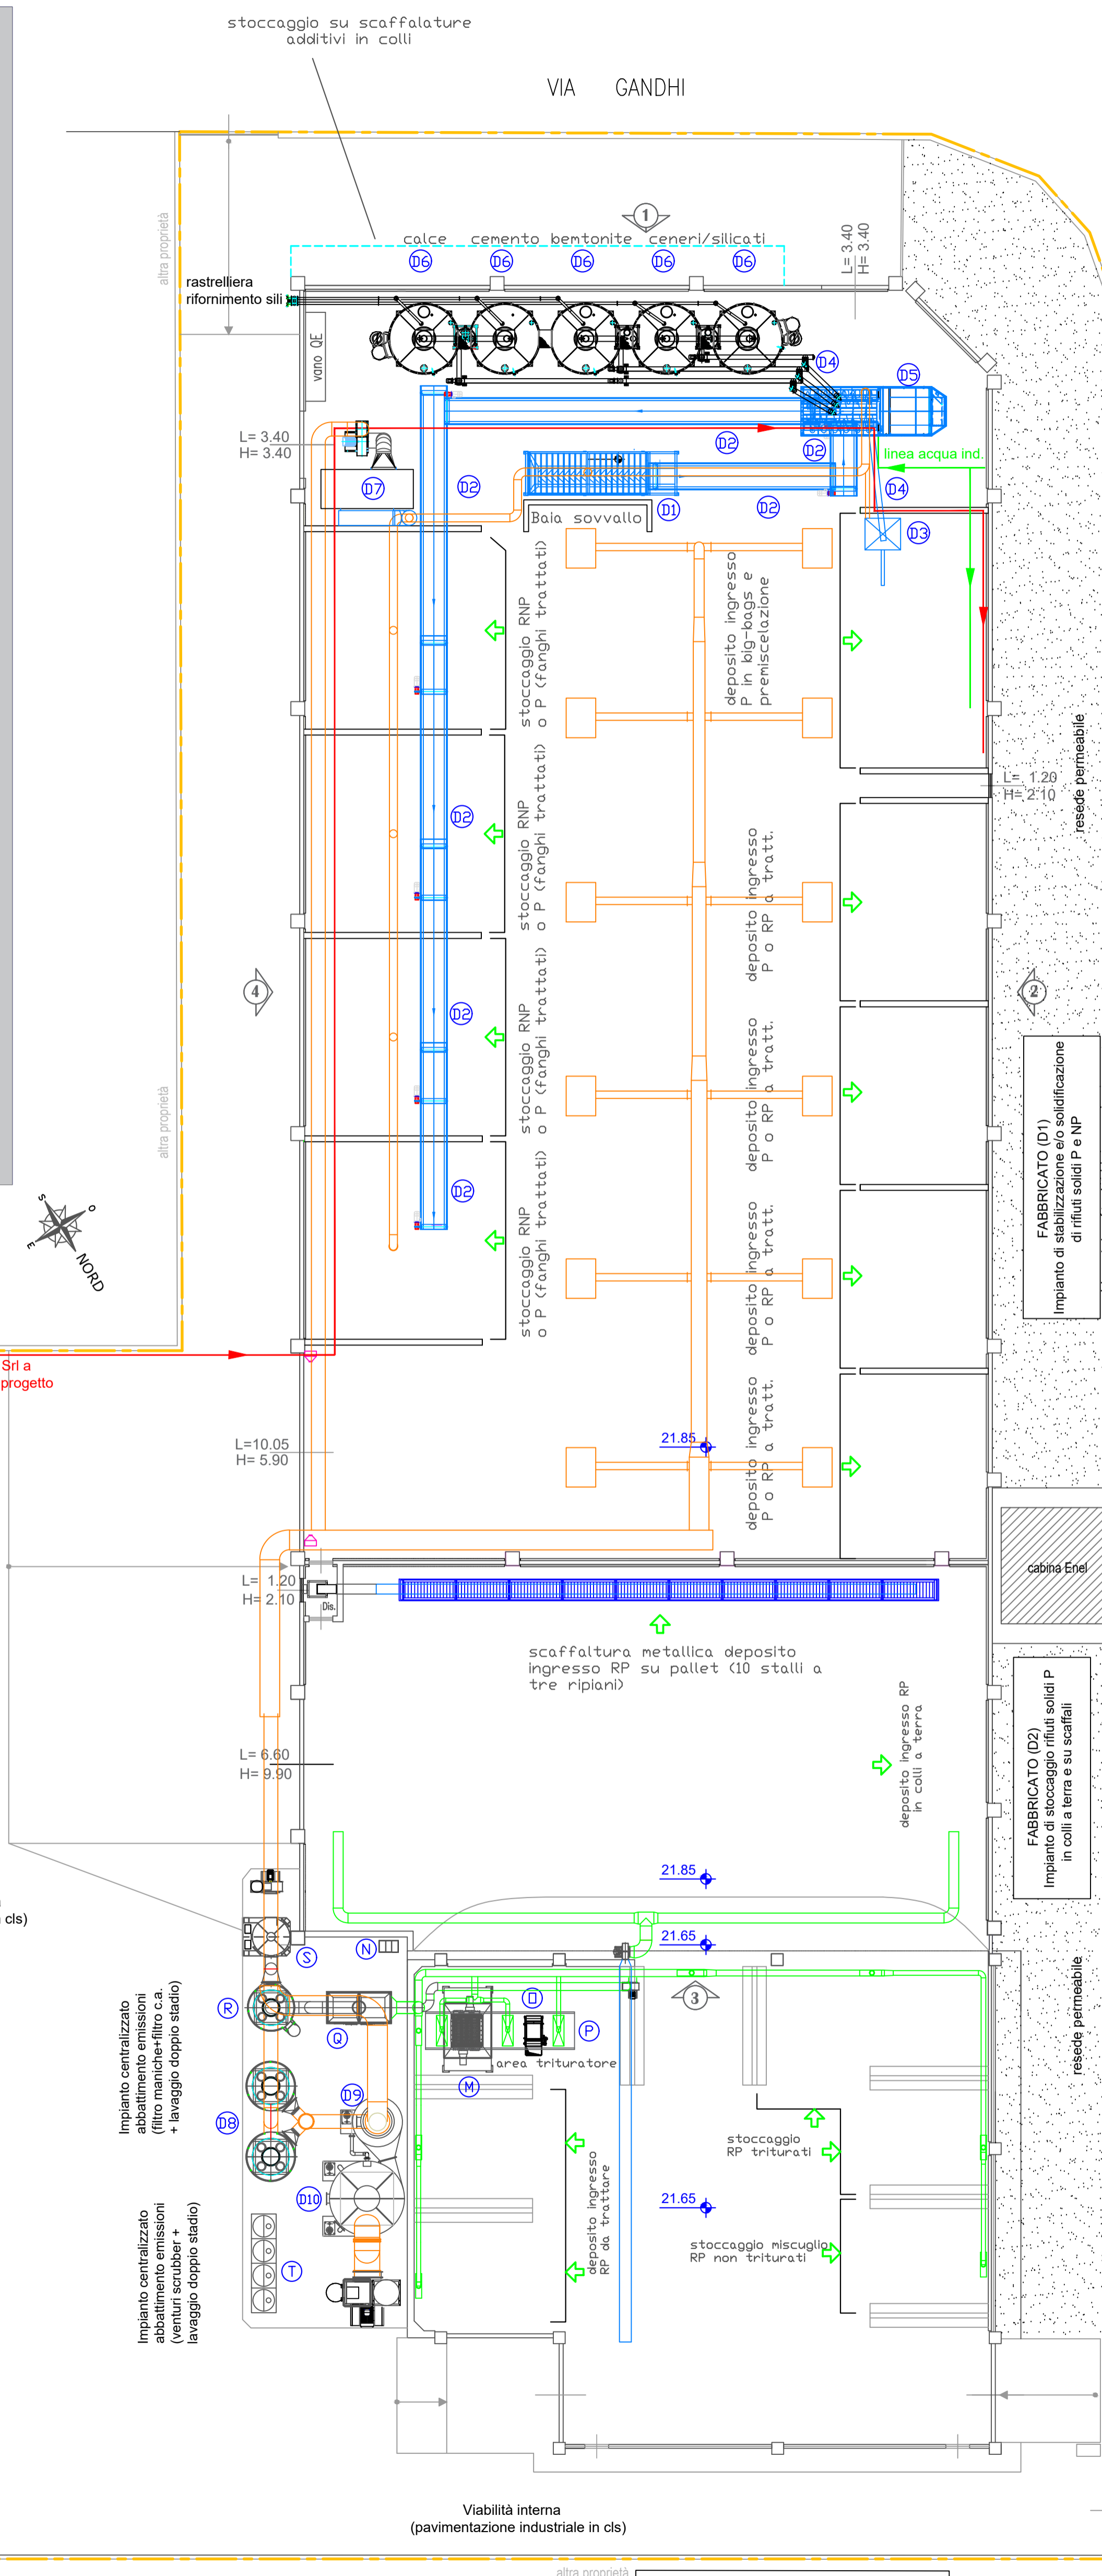 stoccaggio su scaffalature
additivi in colli
VIA GANDHI
altra proprietà
1
calce cemento bemtonite ceneri/silicati
D6 D6 D6 D6 D6
L= 3.40
H= 3.40
rastrelliera
rifornimento sili
vano QE
D4
D5
L= 3.40
H= 3.40
D2
D2
linea acqua ind.
D7
D2
D4
D1
D2
Baia sovvallo
D3
stoccaggio RNP
o P (fanghi trattati)
deposito ingresso
P in big-bags e
premiscelazione
L= 1.20
H= 2.10
resede permeabile
D2
stoccaggio RNP
o P (fanghi trattati)
deposito ingresso
P o RP a tratt.
4
2
D2
stoccaggio RNP
o P (fanghi trattati)
deposito ingresso
P o RP a tratt.
FABBRICATO (D1)
Impianto di stabilizzazione e/o solidificazione
di rifiuti solidi P e NP
altra proprietà
D2
stoccaggio RNP
o P (fanghi trattati)
deposito ingresso
P o RP a tratt.
S
O
E
NORD
Srl a
progetto
deposito ingresso
P o RP a tratt.
L=10.05
H= 5.90
21.85
cabina Enel
L= 1.20
H= 2.10
Dis.
scaffaltura metallica deposito
ingresso RP su pallet (10 stalli a
tre ripiani)
FABBRICATO (D2)
Impianto di stoccaggio rifiuti solidi P
in colli a terra e su scaffali
deposito ingresso RP
in colli a terra
L= 6.60
H= 9.90
21.85
cls)
21.65
N
S
3
R
Q
O
P
area trituratore
M
resede permeabile
Impianto centralizzato
abbattimento emissioni
(filtro maniche+filtro c.a.
+ lavaggio doppio stadio)
D9
D8
stoccaggio
RP triturati
deposito ingresso
RP da trattare
D10
21.65
stoccaggio miscuglio
RP non triturati
T
Impianto centralizzato
abbattimento emissioni
(venturi scrubber +
lavaggio doppio stadio)
Viabilità interna
(pavimentazione industriale in cls)
altra proprietà